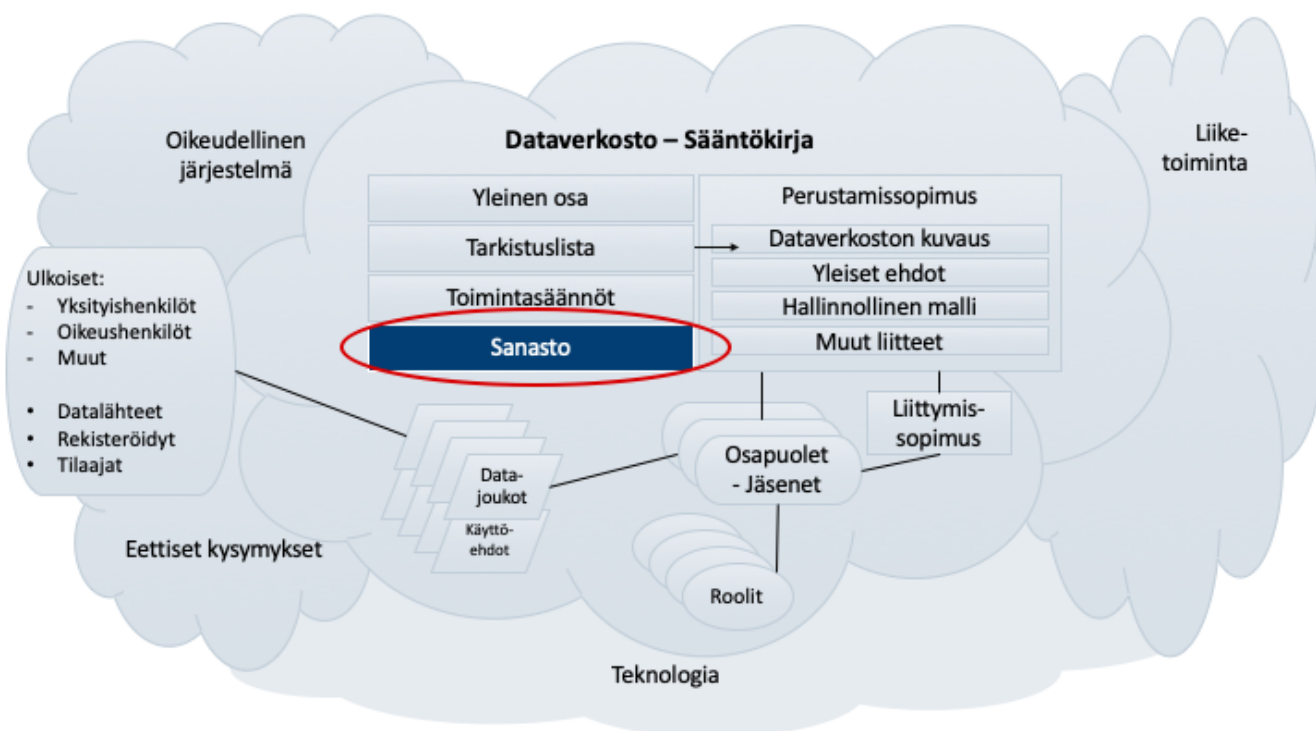 Oikeudellinen
järjestelmä
Dataverkosto – Sääntökirja
Liike-
toiminta
Yleinen osa
Tarkistuslista
Toimintasäännöt
Sanasto
Perustamissopimus
Dataverkoston kuvaus
Yleiset ehdot
Hallinnollinen malli
Muut liitteet
Ulkoiset:
- Yksityishenkilöt
- Oikeushenkilöt
- Muut
• Datalähteet
• Rekisteröidyt
• Tilaajat
Liittymis-
sopimus
Osapuolet
- Jäsenet
Data-
joukot
Käyttö-
ehdot
Eettiset kysymykset
Roolit
Teknologia